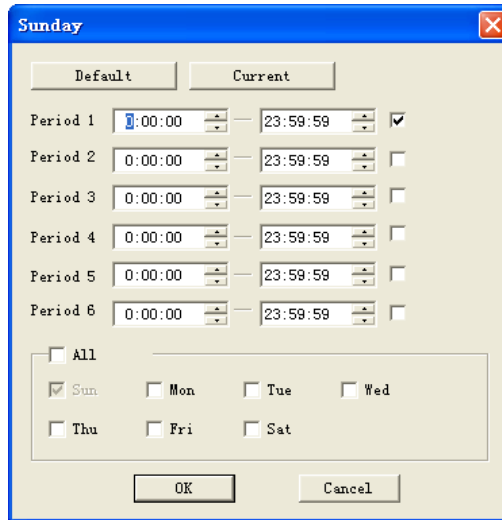 Sunday
Default Current
Period 1 0:00:00 — 23:59:59
Period 2 0:00:00 — 23:59:59
Period 3 0:00:00 — 23:59:59
Period 4 0:00:00 — 23:59:59
Period 5 0:00:00 — 23:59:59
Period 6 0:00:00 — 23:59:59
All
Sun Mon Tue Wed
Thu Fri Sat
OK Cancel